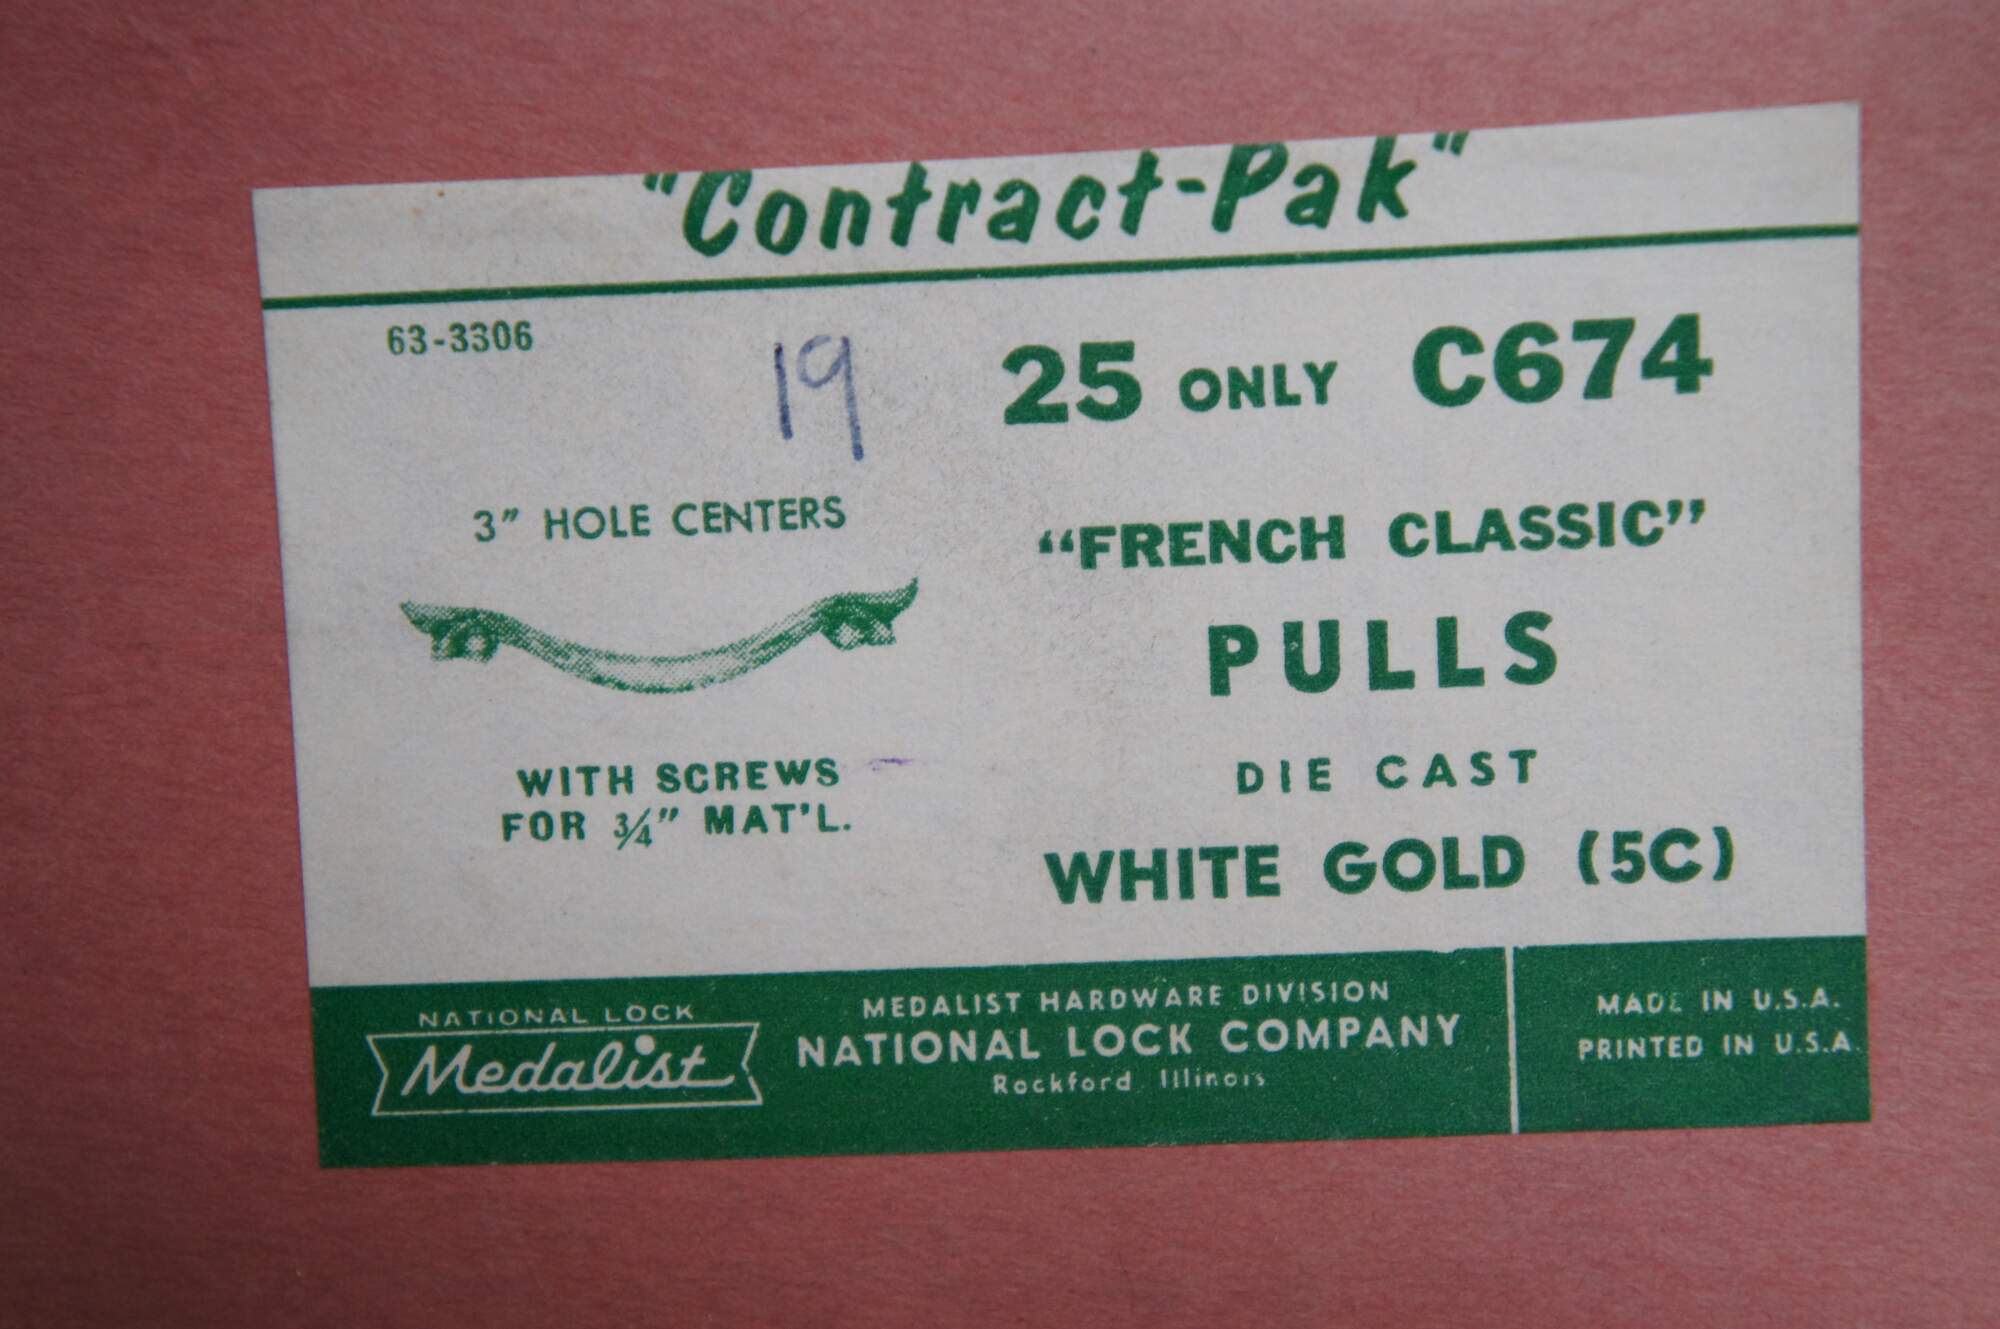 "Contract-Pak"
63-3306
19
25 ONLY C674
3" HOLE CENTERS
"FRENCH CLASSIC"
PULLS
WITH SCREWS
FOR 3/4" MAT'L.
DIE CAST
WHITE GOLD (5C)
NATIONAL LOCK
Medalist
MEDALIST HARDWARE DIVISION
NATIONAL LOCK COMPANY
Rockford Illinois
MADE IN U.S.A.
PRINTED IN U.S.A.